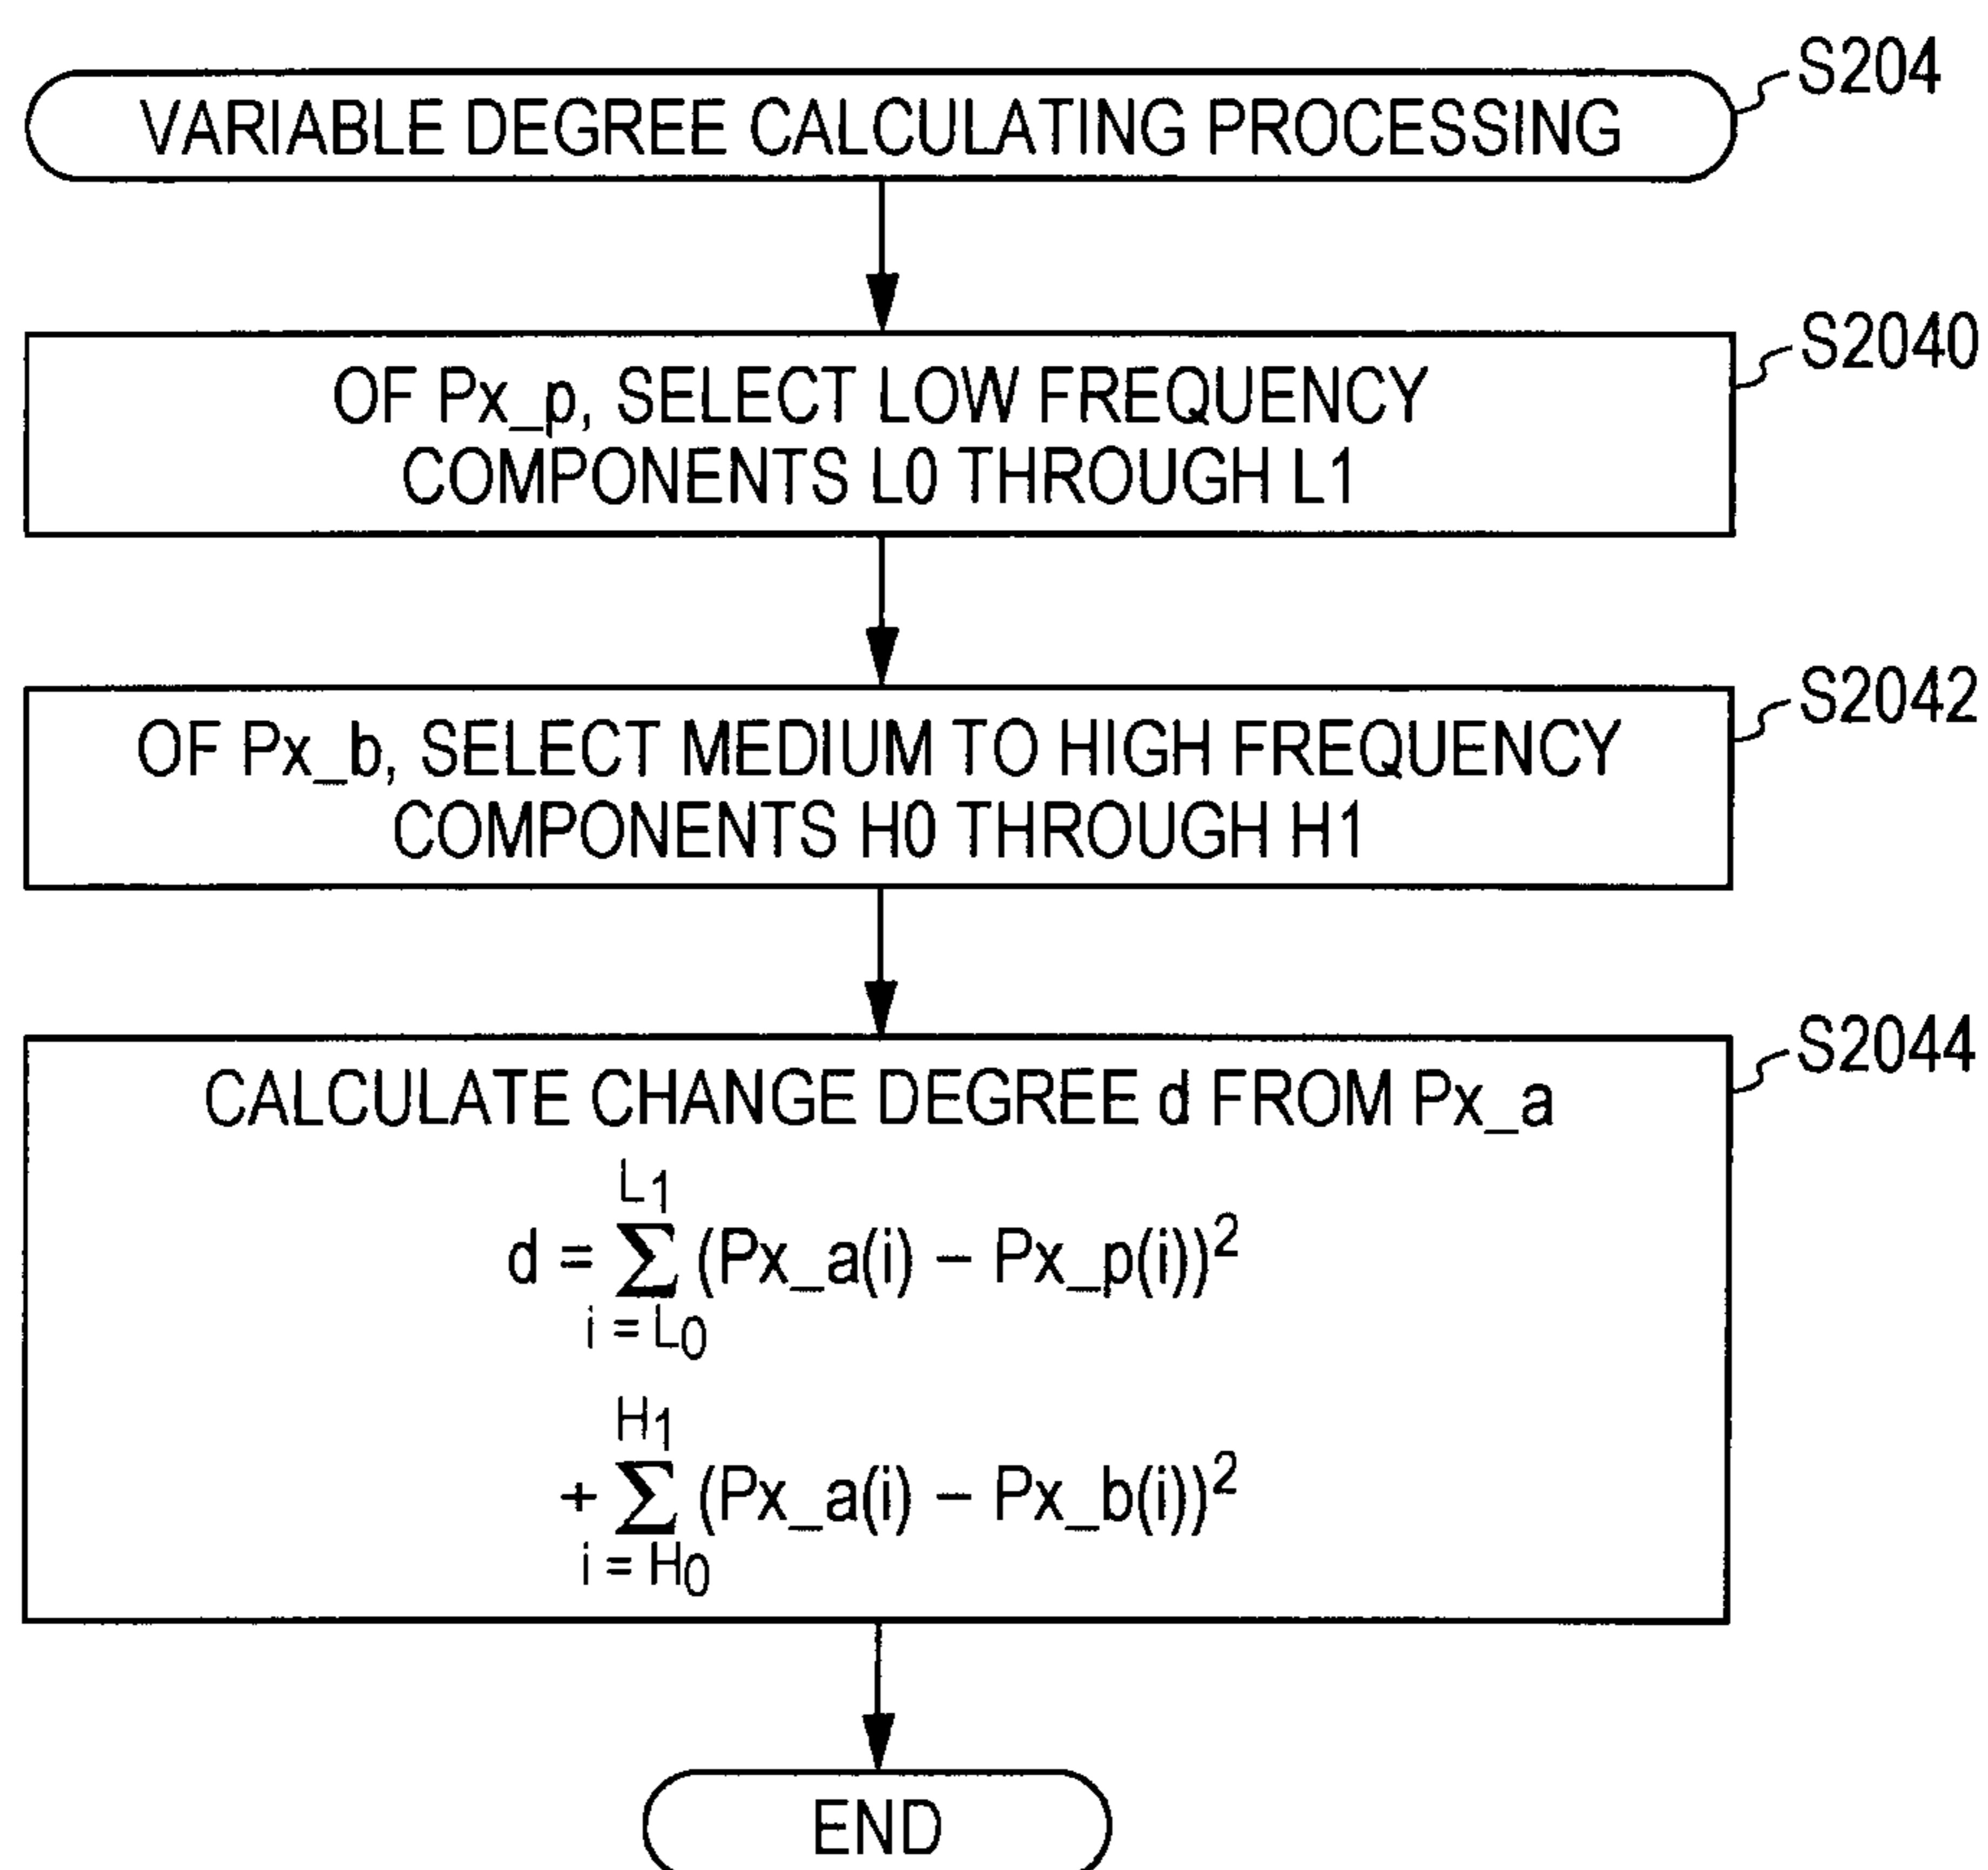 S204
VARIABLE DEGREE CALCULATING PROCESSING
S2040
OF Px_p, SELECT LOW FREQUENCY
COMPONENTS L0 THROUGH L1
S2042
OF Px_b, SELECT MEDIUM TO HIGH FREQUENCY
COMPONENTS H0 THROUGH H1
S2044
CALCULATE CHANGE DEGREE d FROM Px_a
L1
d = Σ (Px_a(i) − Px_p(i))²
i = L0
H1
+ Σ (Px_a(i) − Px_b(i))²
i = H0
END